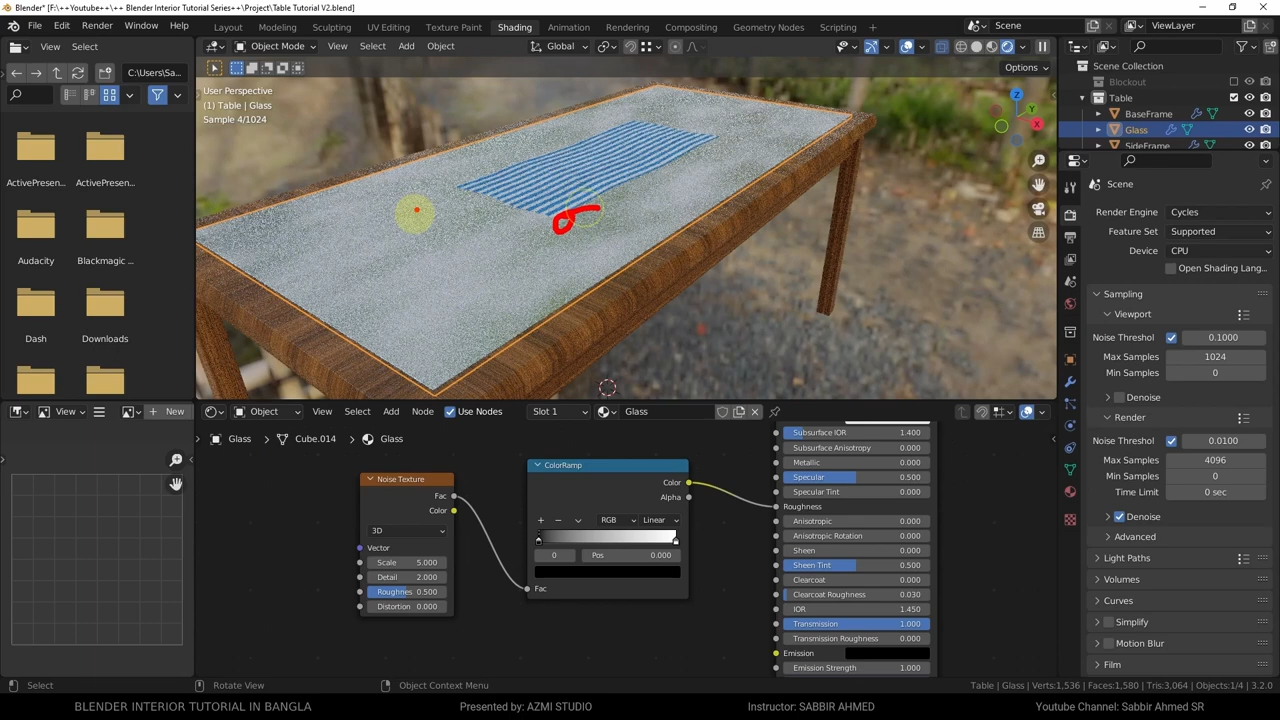 Blender* [F:\++Youtube++\++ Blender Interior Tutorial Series++\Project\Table Tutorial V2.blend]
File Edit Render Window Help Layout Modeling Sculpting UV Editing Texture Paint Shading Animation Rendering Compositing Geometry Nodes Scripting Scene ViewLayer
View Select Object Mode View Select Add Object Global
C:\Users\Sa... Options
Scene Collection
Blockout
Table
BaseFrame
Glass
SideFrame
User Perspective
(1) Table | Glass
Sample 4/1024
X
Y
Z
ActivePresen... ActivePresen...
Audacity Blackmagic ...
Dash Downloads
Scene
Render Engine Cycles
Feature Set Supported
Device CPU
Open Shading Lang...
Sampling
Viewport
Noise Threshol 0.1000
Max Samples 1024
Min Samples 0
Denoise
Render
Noise Threshol 0.0100
Max Samples 4096
Min Samples 0
Time Limit 0 sec
Denoise
Advanced
Light Paths
Volumes
Curves
Simplify
Motion Blur
Film
View New Object View Select Add Node Use Nodes Slot 1 Glass
Glass Cube.014 Glass
Noise Texture
Fac
Color
3D
Vector
Scale 5.000
Detail 2.000
Roughnes 0.500
Distortion 0.000
ColorRamp
Color
Alpha
RGB Linear
0 Pos 0.000
Fac
Subsurface IOR 1.400
Subsurface Anisotropy 0.000
Metallic 0.000
Specular 0.500
Specular Tint 0.000
Roughness
Anisotropic 0.000
Anisotropic Rotation 0.000
Sheen 0.000
Sheen Tint 0.500
Clearcoat 0.000
Clearcoat Roughness 0.030
IOR 1.450
Transmission 1.000
Transmission Roughness 0.000
Emission
Emission Strength 1.000
Select Rotate View Object Context Menu Table | Glass | Verts:1,536 | Faces:1,580 | Tris:3,064 | Objects:1/4 | 3.2.0
BLENDER INTERIOR TUTORIAL IN BANGLA Presented by: AZMI STUDIO Instructor: SABBIR AHMED Youtube Channel: Sabbir Ahmed SR